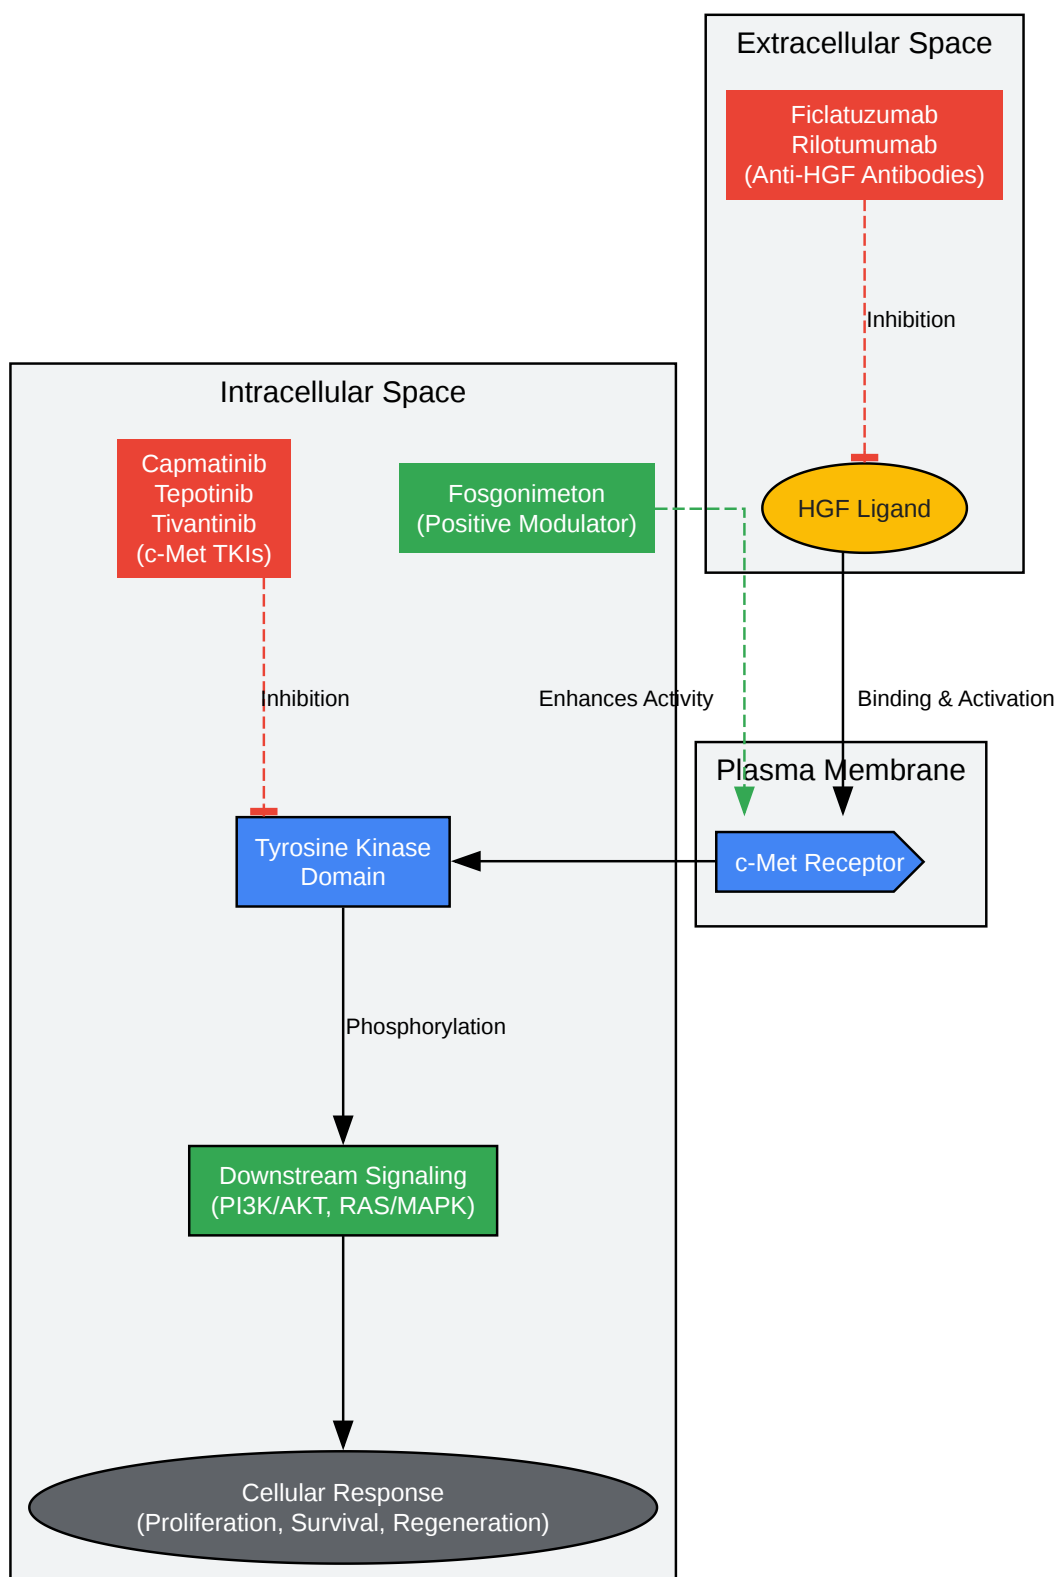 Extracellular Space
Ficlatuzumab
Rilotumumab
(Anti-HGF Antibodies)
Inhibition
HGF Ligand
Intracellular Space
Capmatinib
Tepotinib
Tivantinib
(c-Met TKIs)
Fosgonimeton
(Positive Modulator)
Inhibition
Enhances Activity
Binding & Activation
Plasma Membrane
Tyrosine Kinase
Domain
c-Met Receptor
Phosphorylation
Downstream Signaling
(PI3K/AKT, RAS/MAPK)
Cellular Response
(Proliferation, Survival, Regeneration)